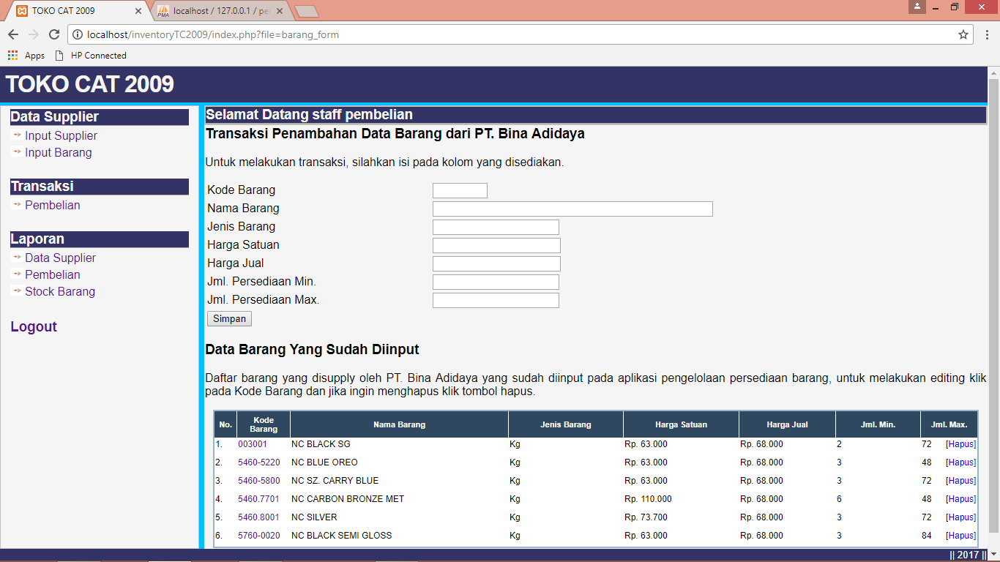 TOKO CAT 2009
localhost / 127.0.0.1 / pe
localhost/inventoryTC2009/index.php?file=barang_form
Apps
HP Connected
TOKO CAT 2009
Data Supplier
Input Supplier
Input Barang
Transaksi
Pembelian
Laporan
Data Supplier
Pembelian
Stock Barang
Logout
Selamat Datang staff pembelian
Transaksi Penambahan Data Barang dari PT. Bina Adidaya
Untuk melakukan transaksi, silahkan isi pada kolom yang disediakan.
Kode Barang
Nama Barang
Jenis Barang
Harga Satuan
Harga Jual
Jml. Persediaan Min.
Jml. Persediaan Max.
Simpan
Data Barang Yang Sudah Diinput
Daftar barang yang disupply oleh PT. Bina Adidaya yang sudah diinput pada aplikasi pengelolaan persediaan barang, untuk melakukan editing klik
pada Kode Barang dan jika ingin menghapus klik tombol hapus.
No. Kode Barang Nama Barang Jenis Barang Harga Satuan Harga Jual Jml. Min. Jml. Max.
1. 003001 NC BLACK SG Kg Rp. 63.000 Rp. 68.000 2 72 [Hapus]
2. 5460-5220 NC BLUE OREO Kg Rp. 63.000 Rp. 68.000 3 48 [Hapus]
3. 5460-5800 NC SZ. CARRY BLUE Kg Rp. 63.000 Rp. 68.000 3 72 [Hapus]
4. 5460.7701 NC CARBON BRONZE MET Kg Rp. 110.000 Rp. 68.000 6 48 [Hapus]
5. 5460.8001 NC SILVER Kg Rp. 73.700 Rp. 68.000 3 72 [Hapus]
6. 5760-0020 NC BLACK SEMI GLOSS Kg Rp. 63.000 Rp. 68.000 3 84 [Hapus]
|| 2017 ||